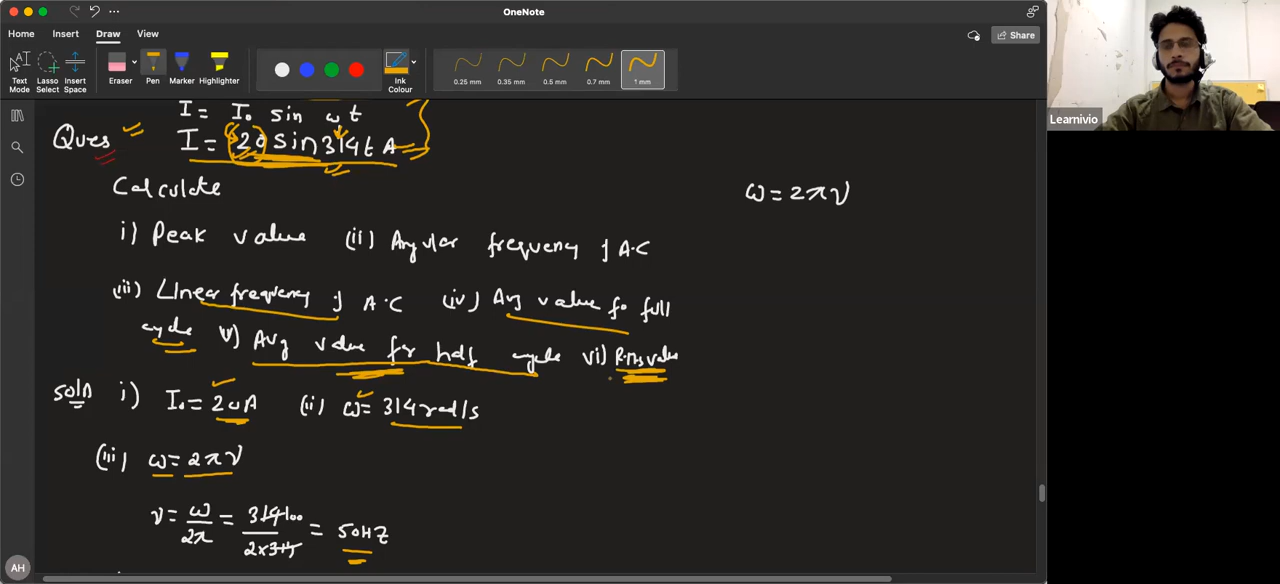 OneNote
Home Insert Draw View
Share
Text Mode Lasso Select Insert Space Eraser Pen Marker Highlighter Ink Colour 0.25 mm 0.35 mm 0.5 mm 0.7 mm 1 mm
Learnivio
I = I₀ sin ωt
Ques I = 20 sin 314t A
Calculate
ω = 2πν
i) Peak value (ii) Angular frequency of A.C
(iii) Linear frequency of A.C (iv) Avg value fo full
cycle v) Avg value for half cycle vi) R.m.s value
soln i) I₀ = 20A (ii) ω = 314 rad/s
(iii) ω = 2πν
ν = ω/2π = 314 100/2×3.14 = 50HZ
AH